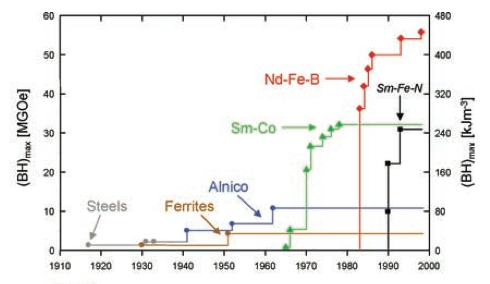 60
50
40
30
20
10
0
(BH)max [MGOe]
480
400
320
240
160
80
0
(BH)max [kJm-3]
Nd-Fe-B
Sm-Fe-N
Sm-Co
Alnico
Steels
Ferrites
1910 1920 1930 1940 1950 1960 1970 1980 1990 2000